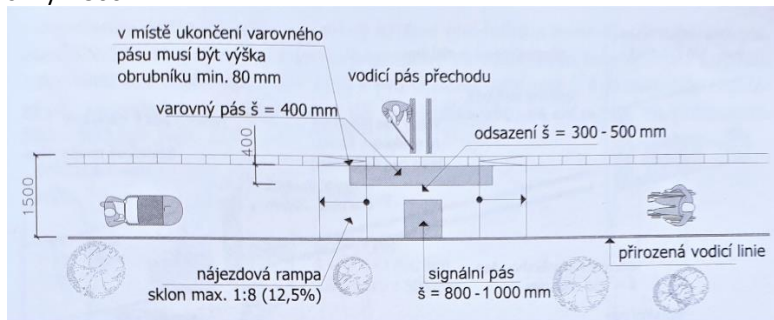 v místě ukončení varovného
pásu musí být výška
obrubníku min. 80 mm
vodicí pás přechodu
varovný pás š = 400 mm
odsazení š = 300 - 500 mm
400
1500
přirozená vodicí linie
nájezdová rampa
sklon max. 1:8 (12,5%)
signální pás
š = 800 - 1 000 mm